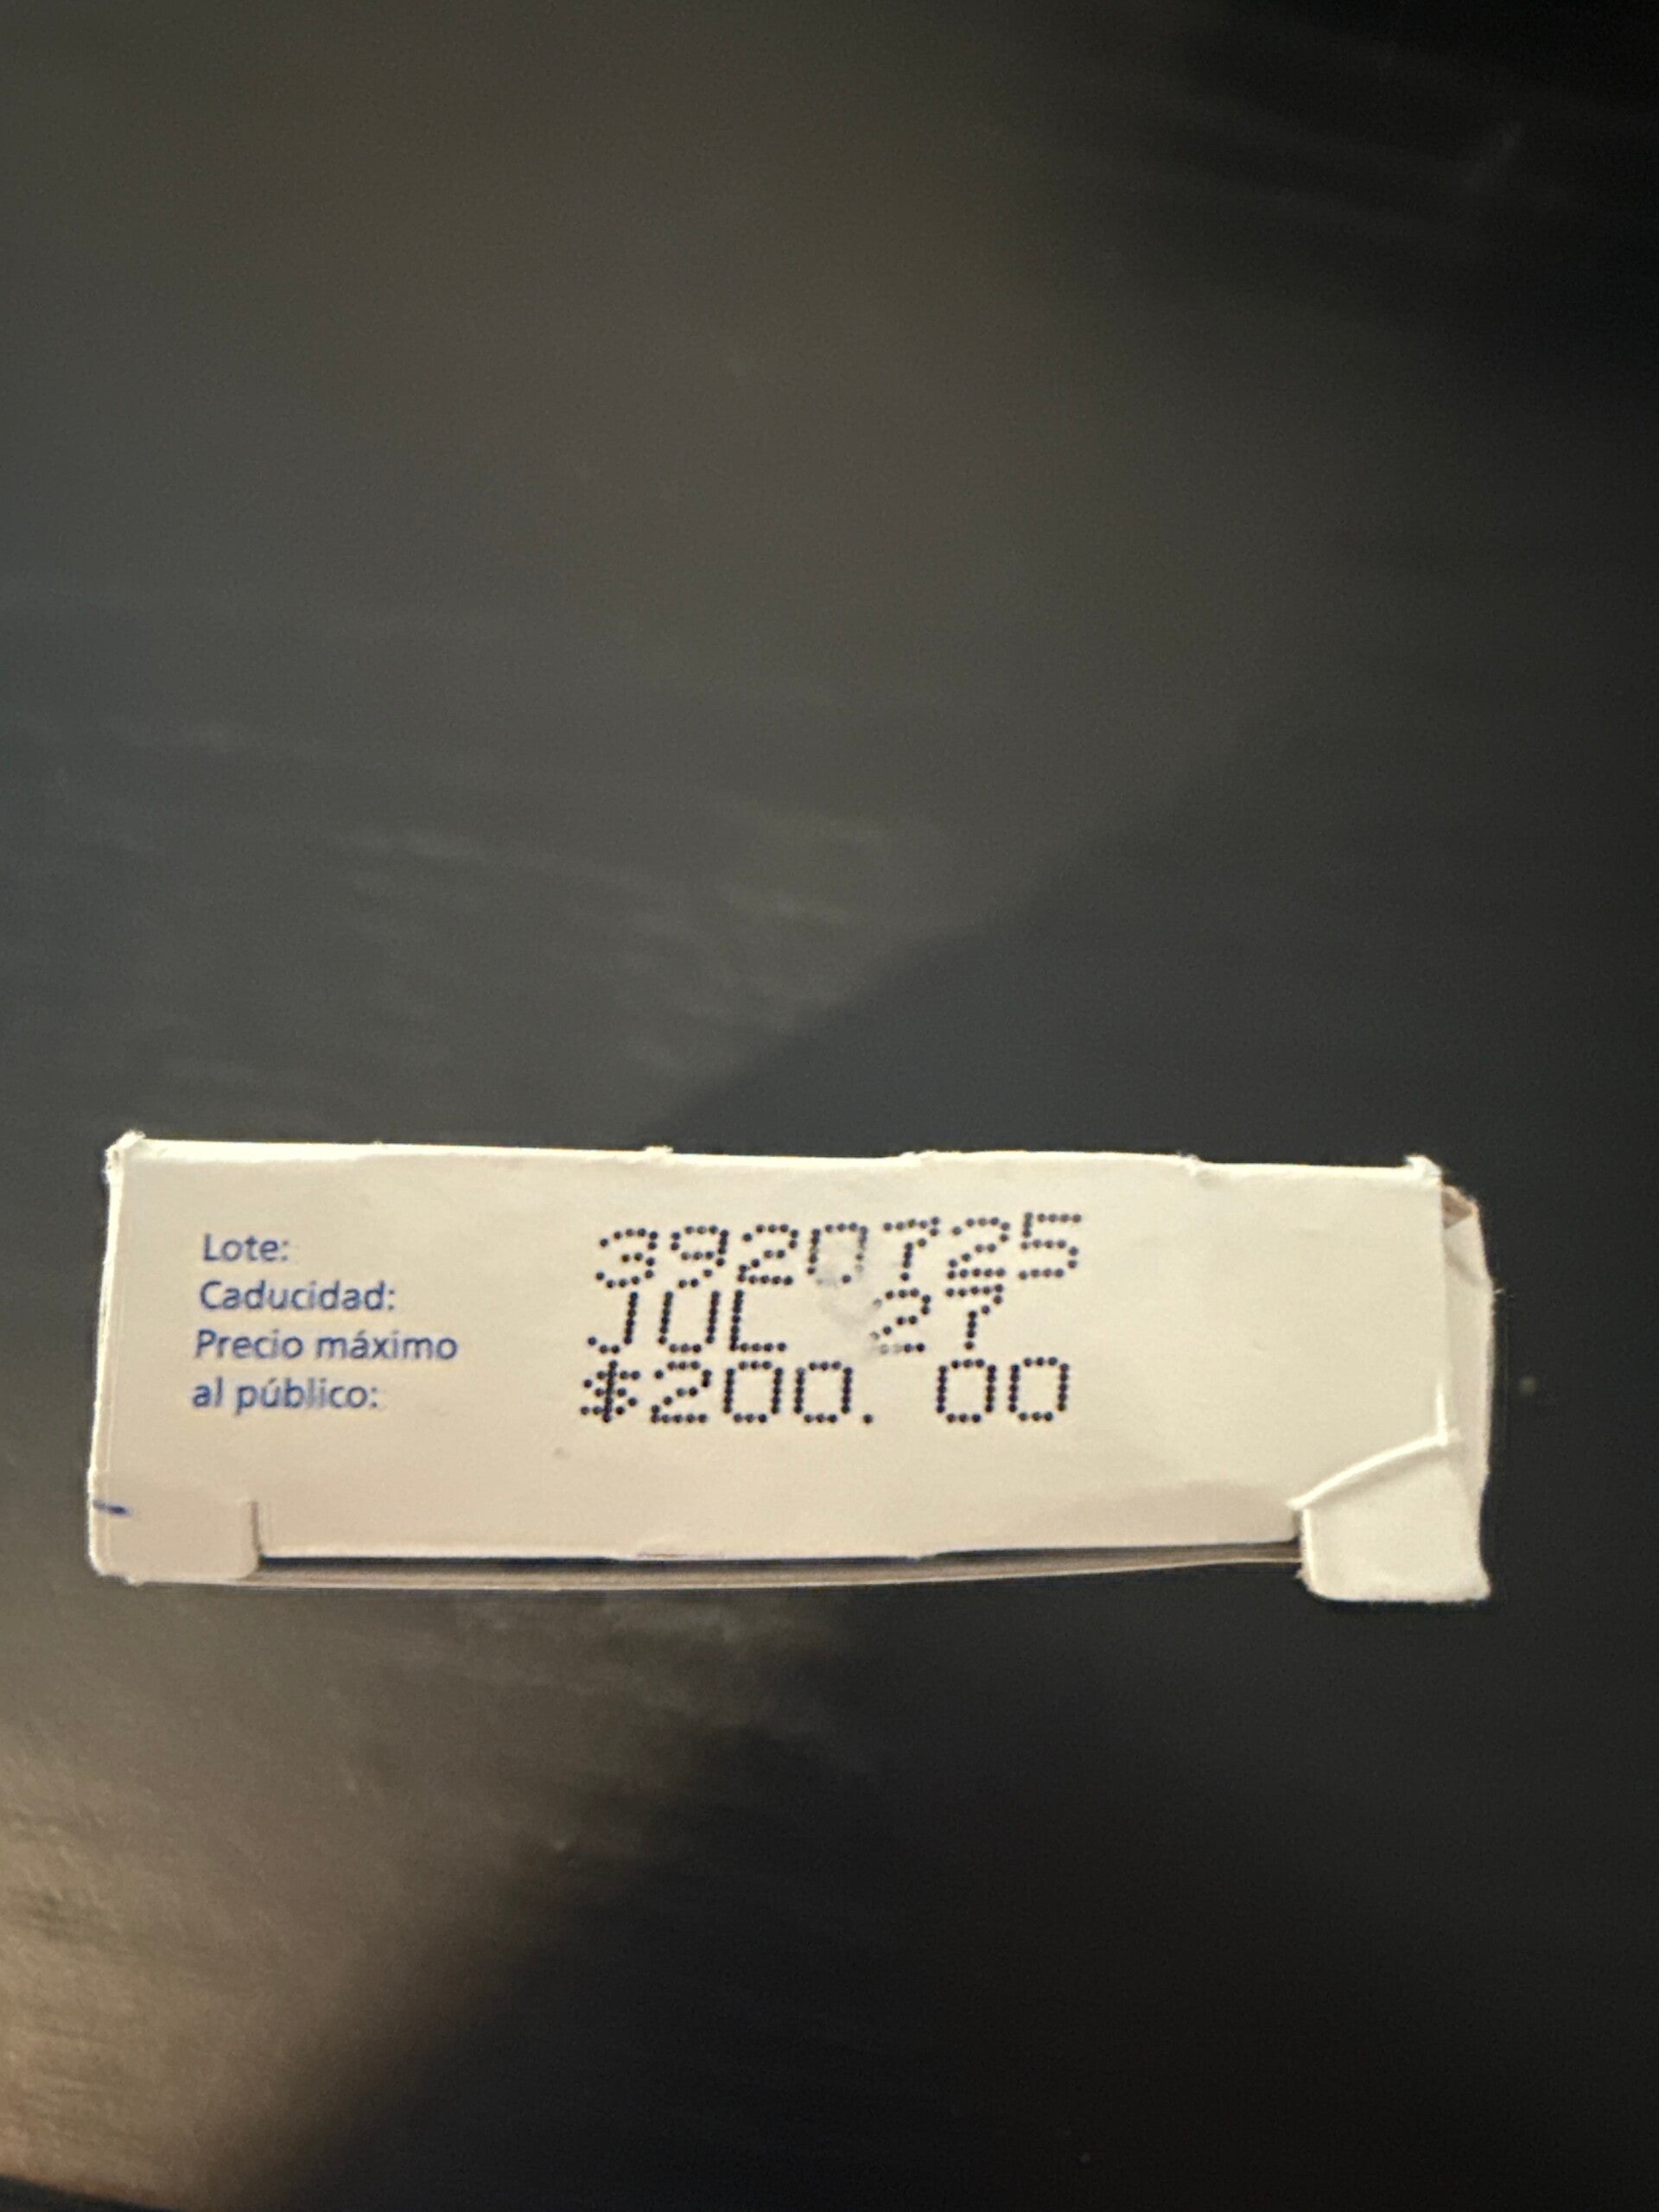 Lote: 3920725
Caducidad: JUL 27
Precio máximo
al público: $200.00